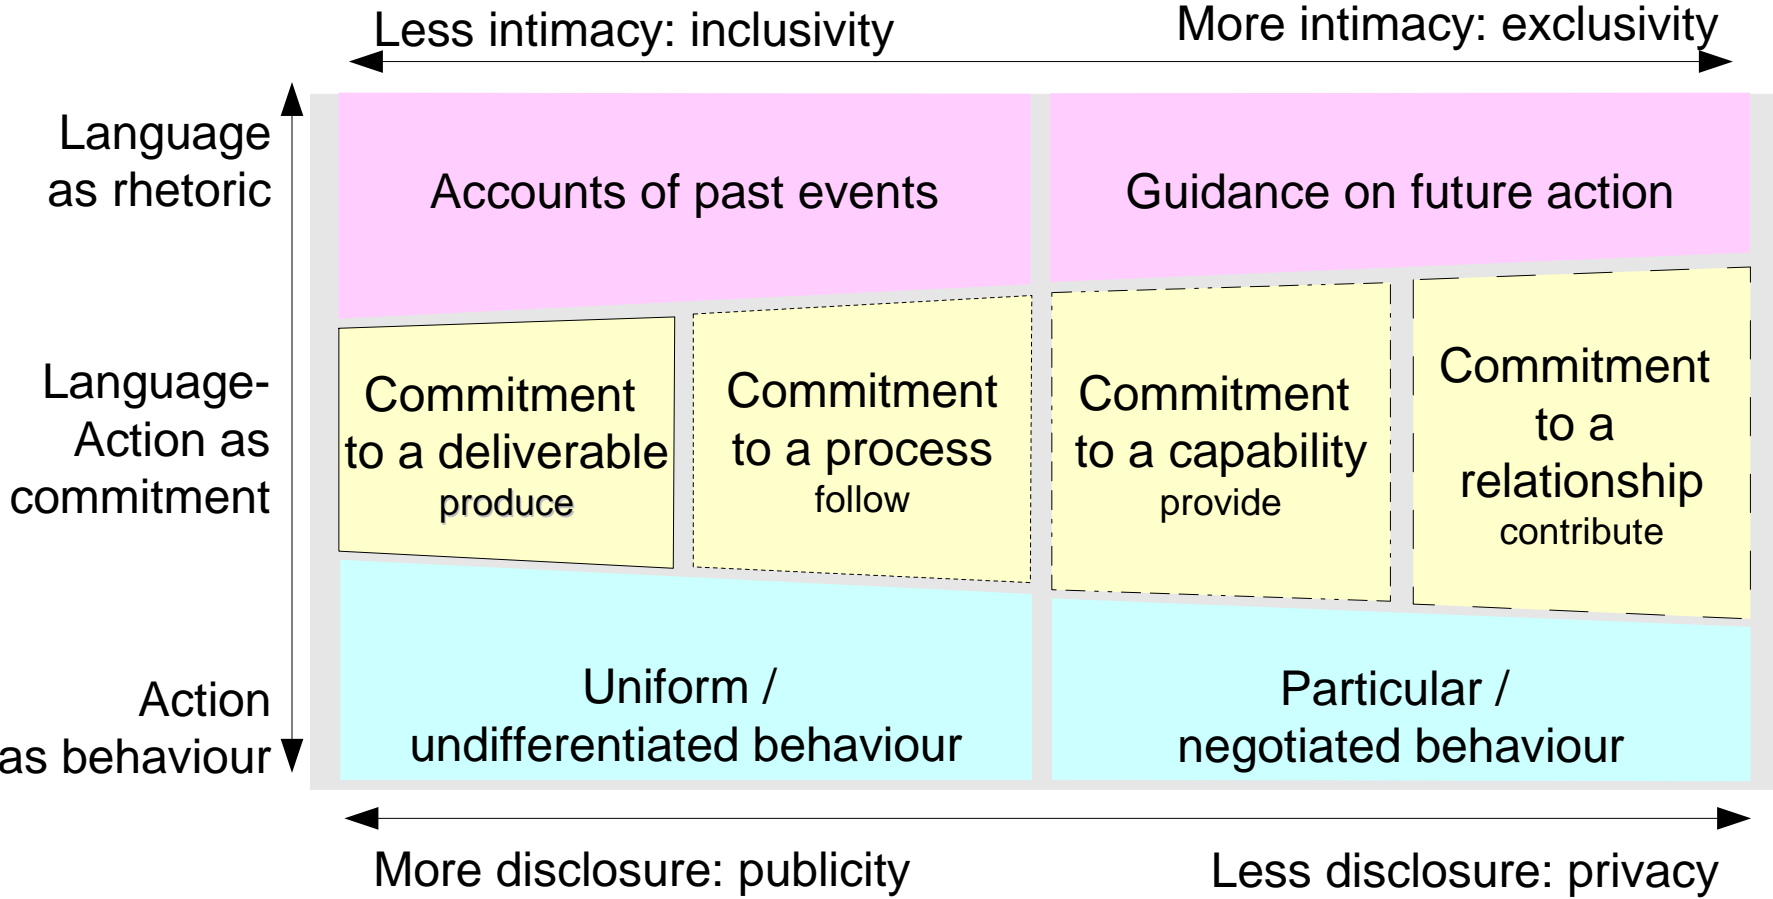 Less intimacy: inclusivity
More intimacy: exclusivity
Language
as rhetoric
Accounts of past events
Guidance on future action
Language-
Action as
commitment
Commitment
to a deliverable
produce
Commitment
to a process
follow
Commitment
to a capability
provide
Commitment
to a
relationship
contribute
Action
as behaviour
Uniform /
undifferentiated behaviour
Particular /
negotiated behaviour
More disclosure: publicity
Less disclosure: privacy